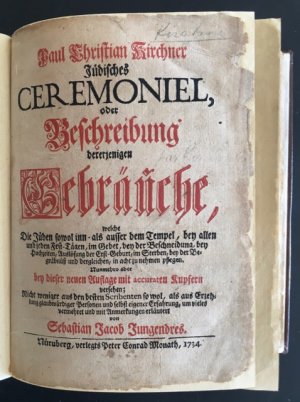 Paul Christian Kirchner
Jüdisches
CEREMONIEL,
oder
Beschreibung
dererjenigen
Gebräuche,
welche
Die Jüden sowol inn- als ausser dem Tempel, bey allen
und jeden Fest-Tägen, im Gebet, bey der Beschneidung, bey
Hochzeiten, Auslösung der Erst-Geburt, im Sterben, bey der Be-
gräbnüß und dergleichen, in acht zu nehmen pflegen.
Nunmehro aber
bey dieser neuen Auflage mit accuraten Kupfern
versehen;
Nicht weniger aus den besten Scribenten so wol, als aus Erzeh-
lung glaubwürdiger Personen und selbst eigener Erfahrung, um vieles
vermehret und mit Anmerkungen erläutert
von
Sebastian Jacob Jungendres.
Nürnberg, verlegts Peter Conrad Monath, 1734.